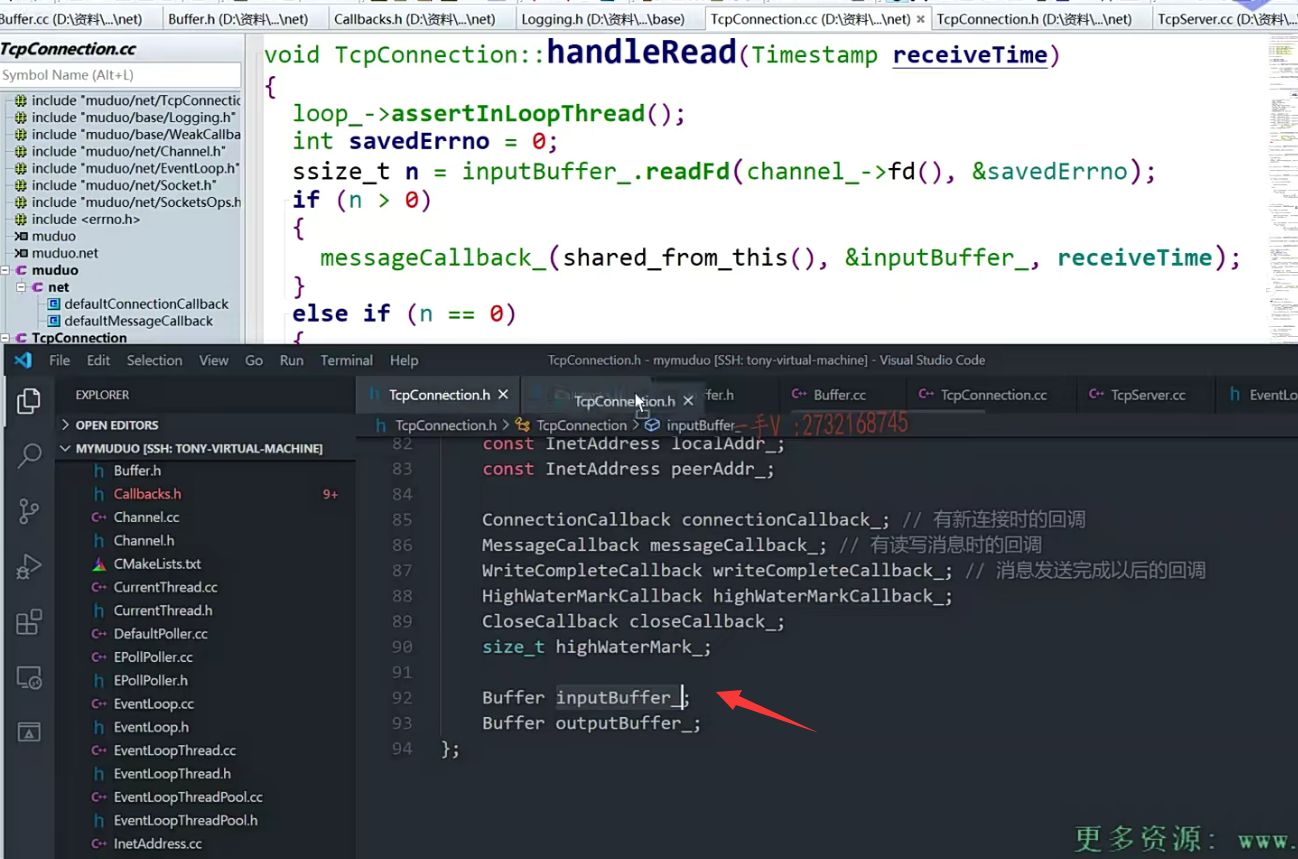 Buffer.cc (D:\资料\...\net)
Buffer.h (D:\资料\...\net)
Callbacks.h (D:\资料\...\net)
Logging.h (D:\资料\...\base)
TcpConnection.cc (D:\资料\...\net) ×
TcpConnection.h (D:\资料\...\net)
TcpServer.cc (D:\资料\...
TcpConnection.cc
Symbol Name (Alt+L)
include "muduo/net/TcpConnectio
include "muduo/base/Logging.h"
include "muduo/base/WeakCallba
include "muduo/net/Channel.h"
include "muduo/net/EventLoop.h"
include "muduo/net/Socket.h"
include "muduo/net/SocketsOps.h
include <errno.h>
muduo
muduo.net
muduo
net
defaultConnectionCallback
defaultMessageCallback
TcpConnection
void TcpConnection::handleRead(Timestamp receiveTime)
{
loop_->assertInLoopThread();
int savedErrno = 0;
ssize_t n = inputBuffer_.readFd(channel_->fd(), &savedErrno);
if (n > 0)
{
messageCallback_(shared_from_this(), &inputBuffer_, receiveTime);
}
else if (n == 0)
{
File Edit Selection View Go Run Terminal Help
TcpConnection.h - mymuduo [SSH: tony-virtual-machine] - Visual Studio Code
EXPLORER
OPEN EDITORS
MYMUDUO [SSH: TONY-VIRTUAL-MACHINE]
Buffer.h
Callbacks.h 9+
Channel.cc
Channel.h
CMakeLists.txt
CurrentThread.cc
CurrentThread.h
DefaultPoller.cc
EPollPoller.cc
EPollPoller.h
EventLoop.cc
EventLoop.h
EventLoopThread.cc
EventLoopThread.h
EventLoopThreadPool.cc
EventLoopThreadPool.h
InetAddress.cc
TcpConnection.h ×
TcpConnection.h ×
fer.h
Buffer.cc
TcpConnection.cc
TcpServer.cc
EventLo
TcpConnection.h > TcpConnection > inputBuffer_
一手V :2732168745
82 const InetAddress localAddr_;
83 const InetAddress peerAddr_;
84
85 ConnectionCallback connectionCallback_; // 有新连接时的回调
86 MessageCallback messageCallback_; // 有读写消息时的回调
87 WriteCompleteCallback writeCompleteCallback_; // 消息发送完成以后的回调
88 HighWaterMarkCallback highWaterMarkCallback_;
89 CloseCallback closeCallback_;
90 size_t highWaterMark_;
91
92 Buffer inputBuffer_;
93 Buffer outputBuffer_;
94 };
更多资源: www.